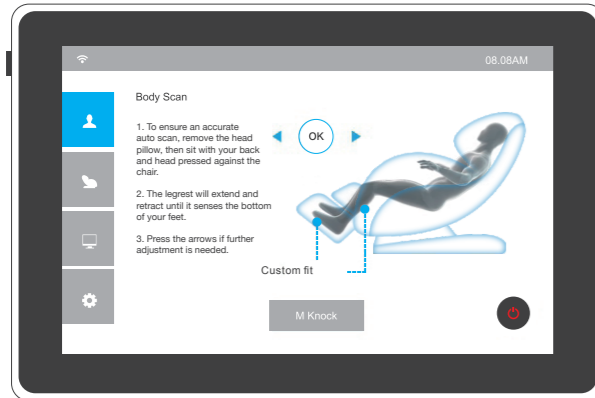 08.08AM
Body Scan
1. To ensure an accurate
auto scan, remove the head
pillow, then sit with your back
and head pressed against the
chair.
2. The legrest will extend and
retract until it senses the bottom
of your feet.
3. Press the arrows if further
adjustment is needed.
OK
Custom fit
M Knock